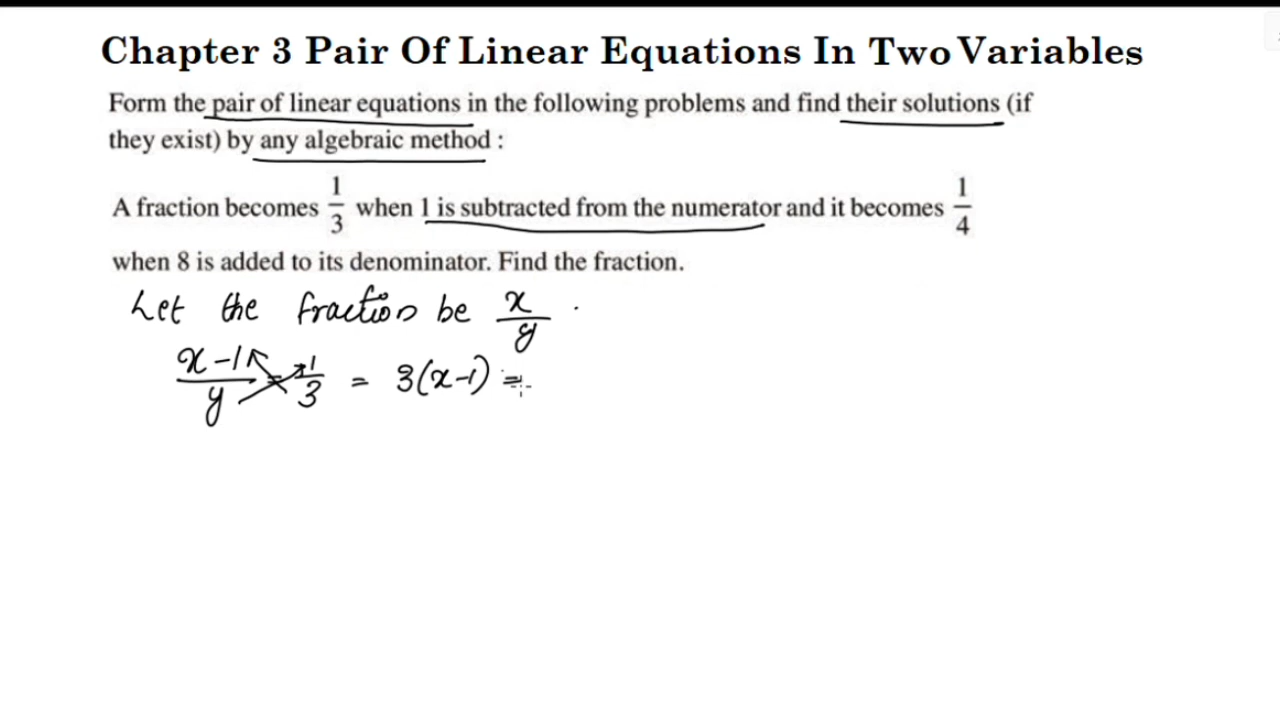 Chapter 3 Pair Of Linear Equations In Two Variables
Form the pair of linear equations in the following problems and find their solutions (if
they exist) by any algebraic method :
A fraction becomes 1/3 when 1 is subtracted from the numerator and it becomes 1/4
when 8 is added to its denominator. Find the fraction.
Let the fraction be x/y .
x-1/y = 1/3 = 3(x-1) =